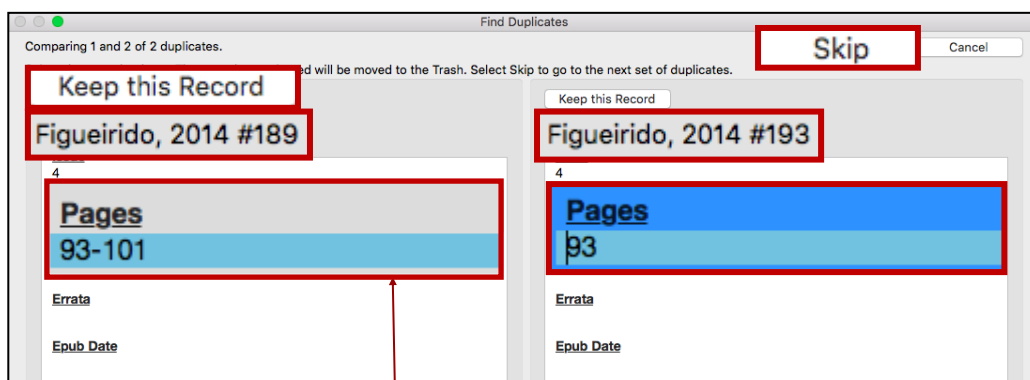 Find Duplicates
Comparing 1 and 2 of 2 duplicates.
Skip
Cancel
will be moved to the Trash. Select Skip to go to the next set of duplicates.
Keep this Record
Keep this Record
Figueirido, 2014 #189
Figueirido, 2014 #193
4
4
Pages
Pages
93-101
93
Errata
Errata
Epub Date
Epub Date